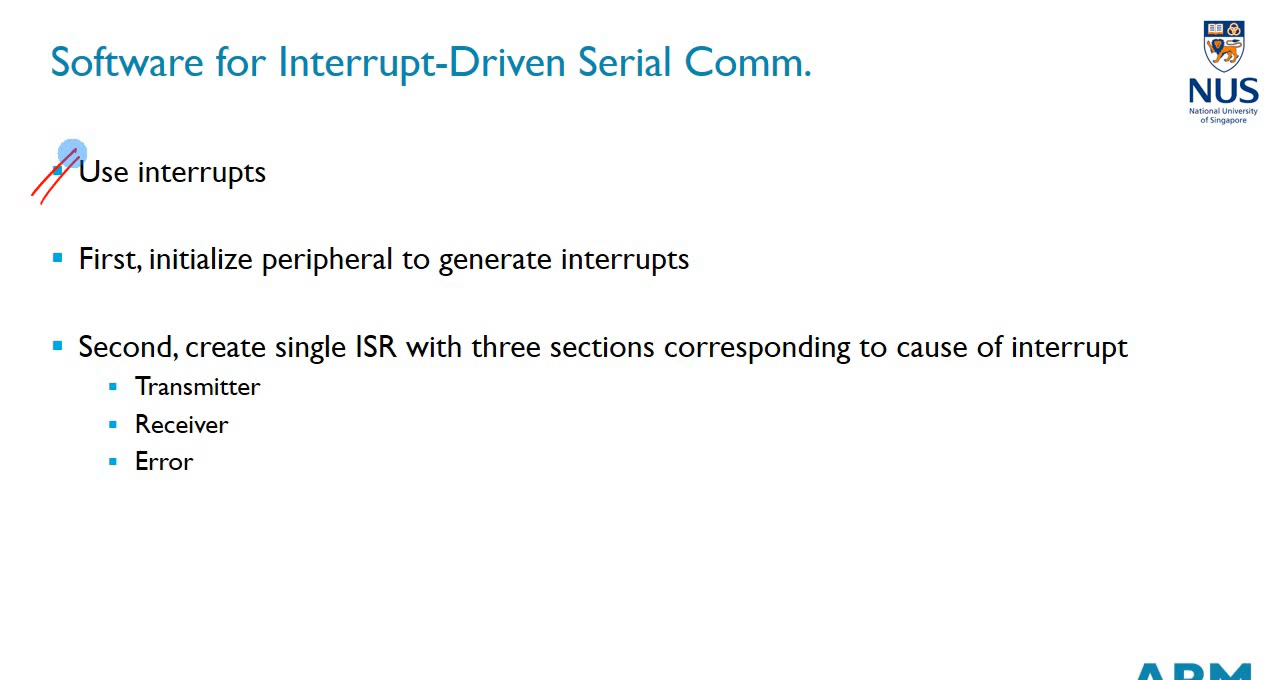 Software for Interrupt-Driven Serial Comm.
NUS
National University
of Singapore
Use interrupts
First, initialize peripheral to generate interrupts
Second, create single ISR with three sections corresponding to cause of interrupt
Transmitter
Receiver
Error
ARM